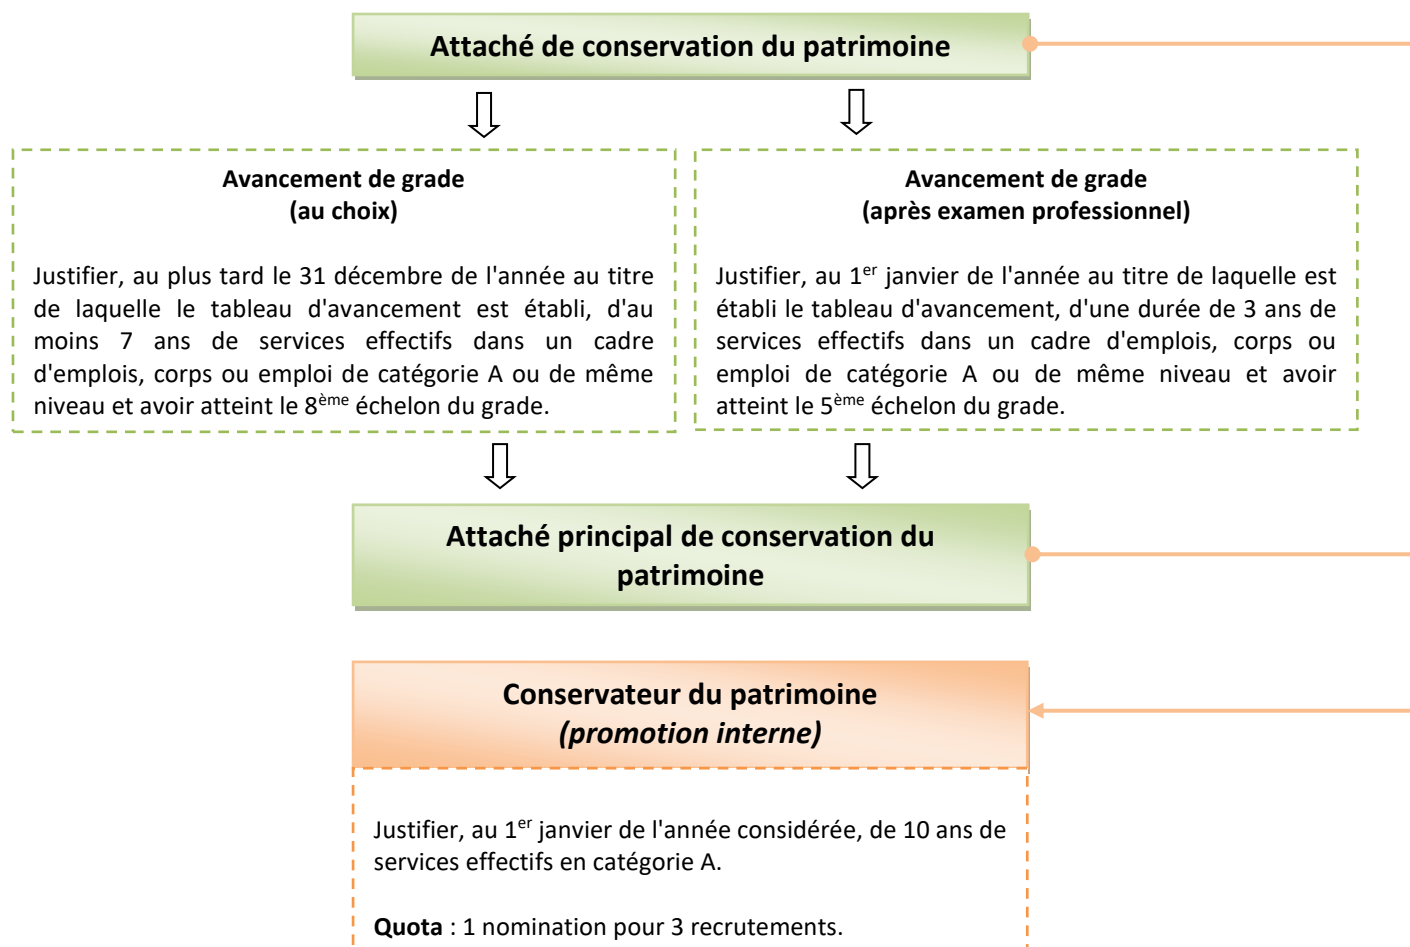 Attaché de conservation du patrimoine
Avancement de grade
(au choix)
Justifier, au plus tard le 31 décembre de l'année au titre
de laquelle le tableau d'avancement est établi, d'au
moins 7 ans de services effectifs dans un cadre
d'emplois, corps ou emploi de catégorie A ou de même
niveau et avoir atteint le 8ème échelon du grade.
Avancement de grade
(après examen professionnel)
Justifier, au 1er janvier de l'année au titre de laquelle est
établi le tableau d'avancement, d'une durée de 3 ans de
services effectifs dans un cadre d'emplois, corps ou
emploi de catégorie A ou de même niveau et avoir
atteint le 5ème échelon du grade.
Attaché principal de conservation du
patrimoine
Conservateur du patrimoine
(promotion interne)
Justifier, au 1er janvier de l'année considérée, de 10 ans de
services effectifs en catégorie A.
Quota : 1 nomination pour 3 recrutements.